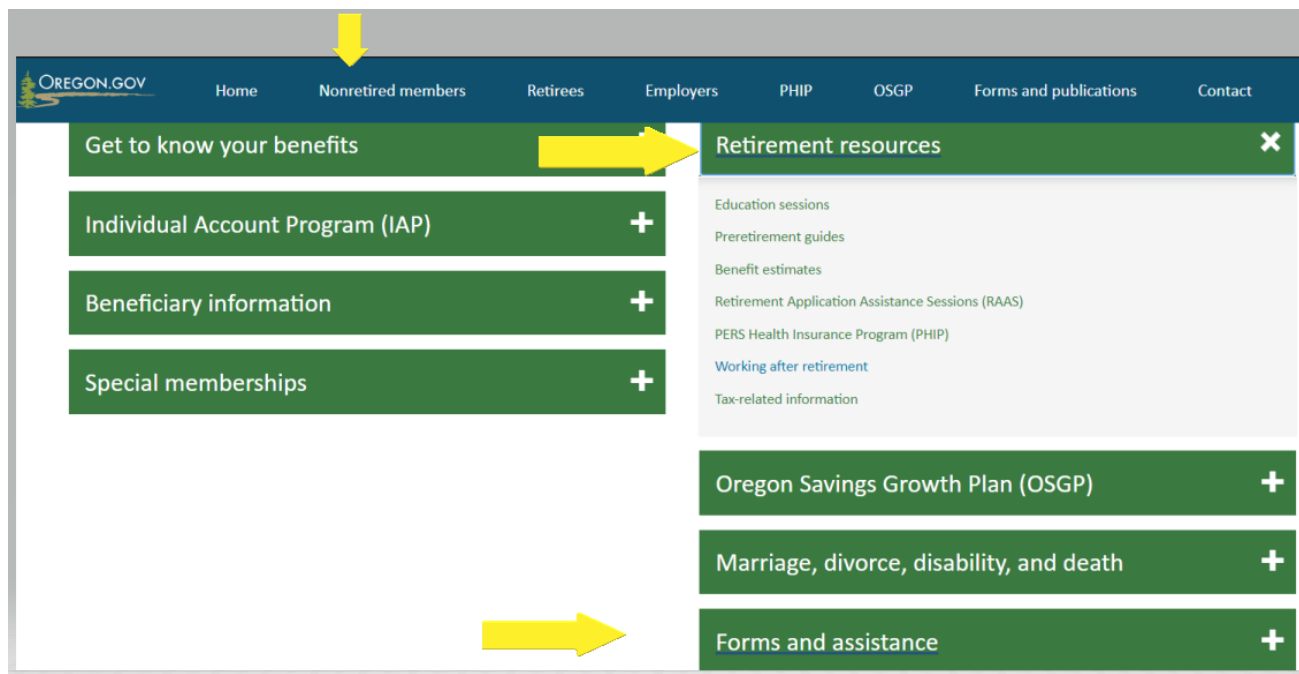 OREGON.GOV
Home Nonretired members Retirees Employers PHIP OSGP Forms and publications Contact
Get to know your benefits
Individual Account Program (IAP)
Beneficiary information
Special memberships
Retirement resources
Education sessions
Preretirement guides
Benefit estimates
Retirement Application Assistance Sessions (RAAS)
PERS Health Insurance Program (PHIP)
Working after retirement
Tax-related information
Oregon Savings Growth Plan (OSGP)
Marriage, divorce, disability, and death
Forms and assistance